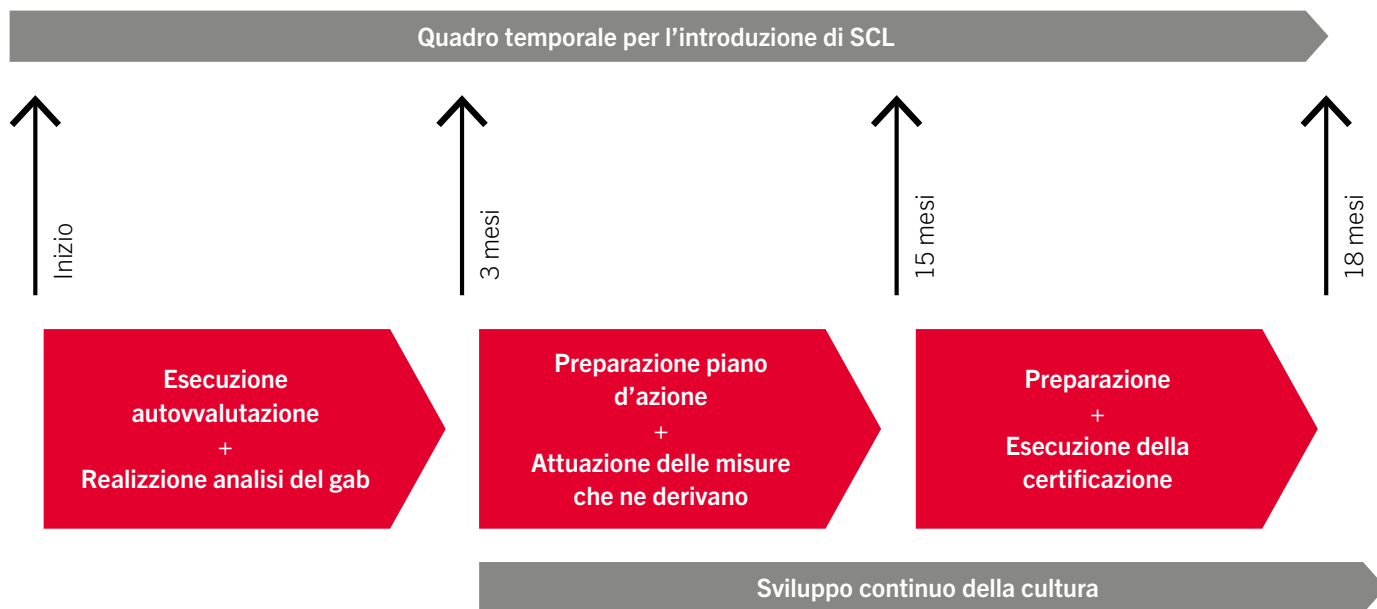 Quadro temporale per l’introduzione di SCL
Inizio
3 mesi
15 mesi
18 mesi
Esecuzione
autovvalutazione
+
Realizzzione analisi del gab
Preparazione piano
d’azione
+
Attuazione delle misure
che ne derivano
Preparazione
+
Esecuzione della
certificazione
Sviluppo continuo della cultura